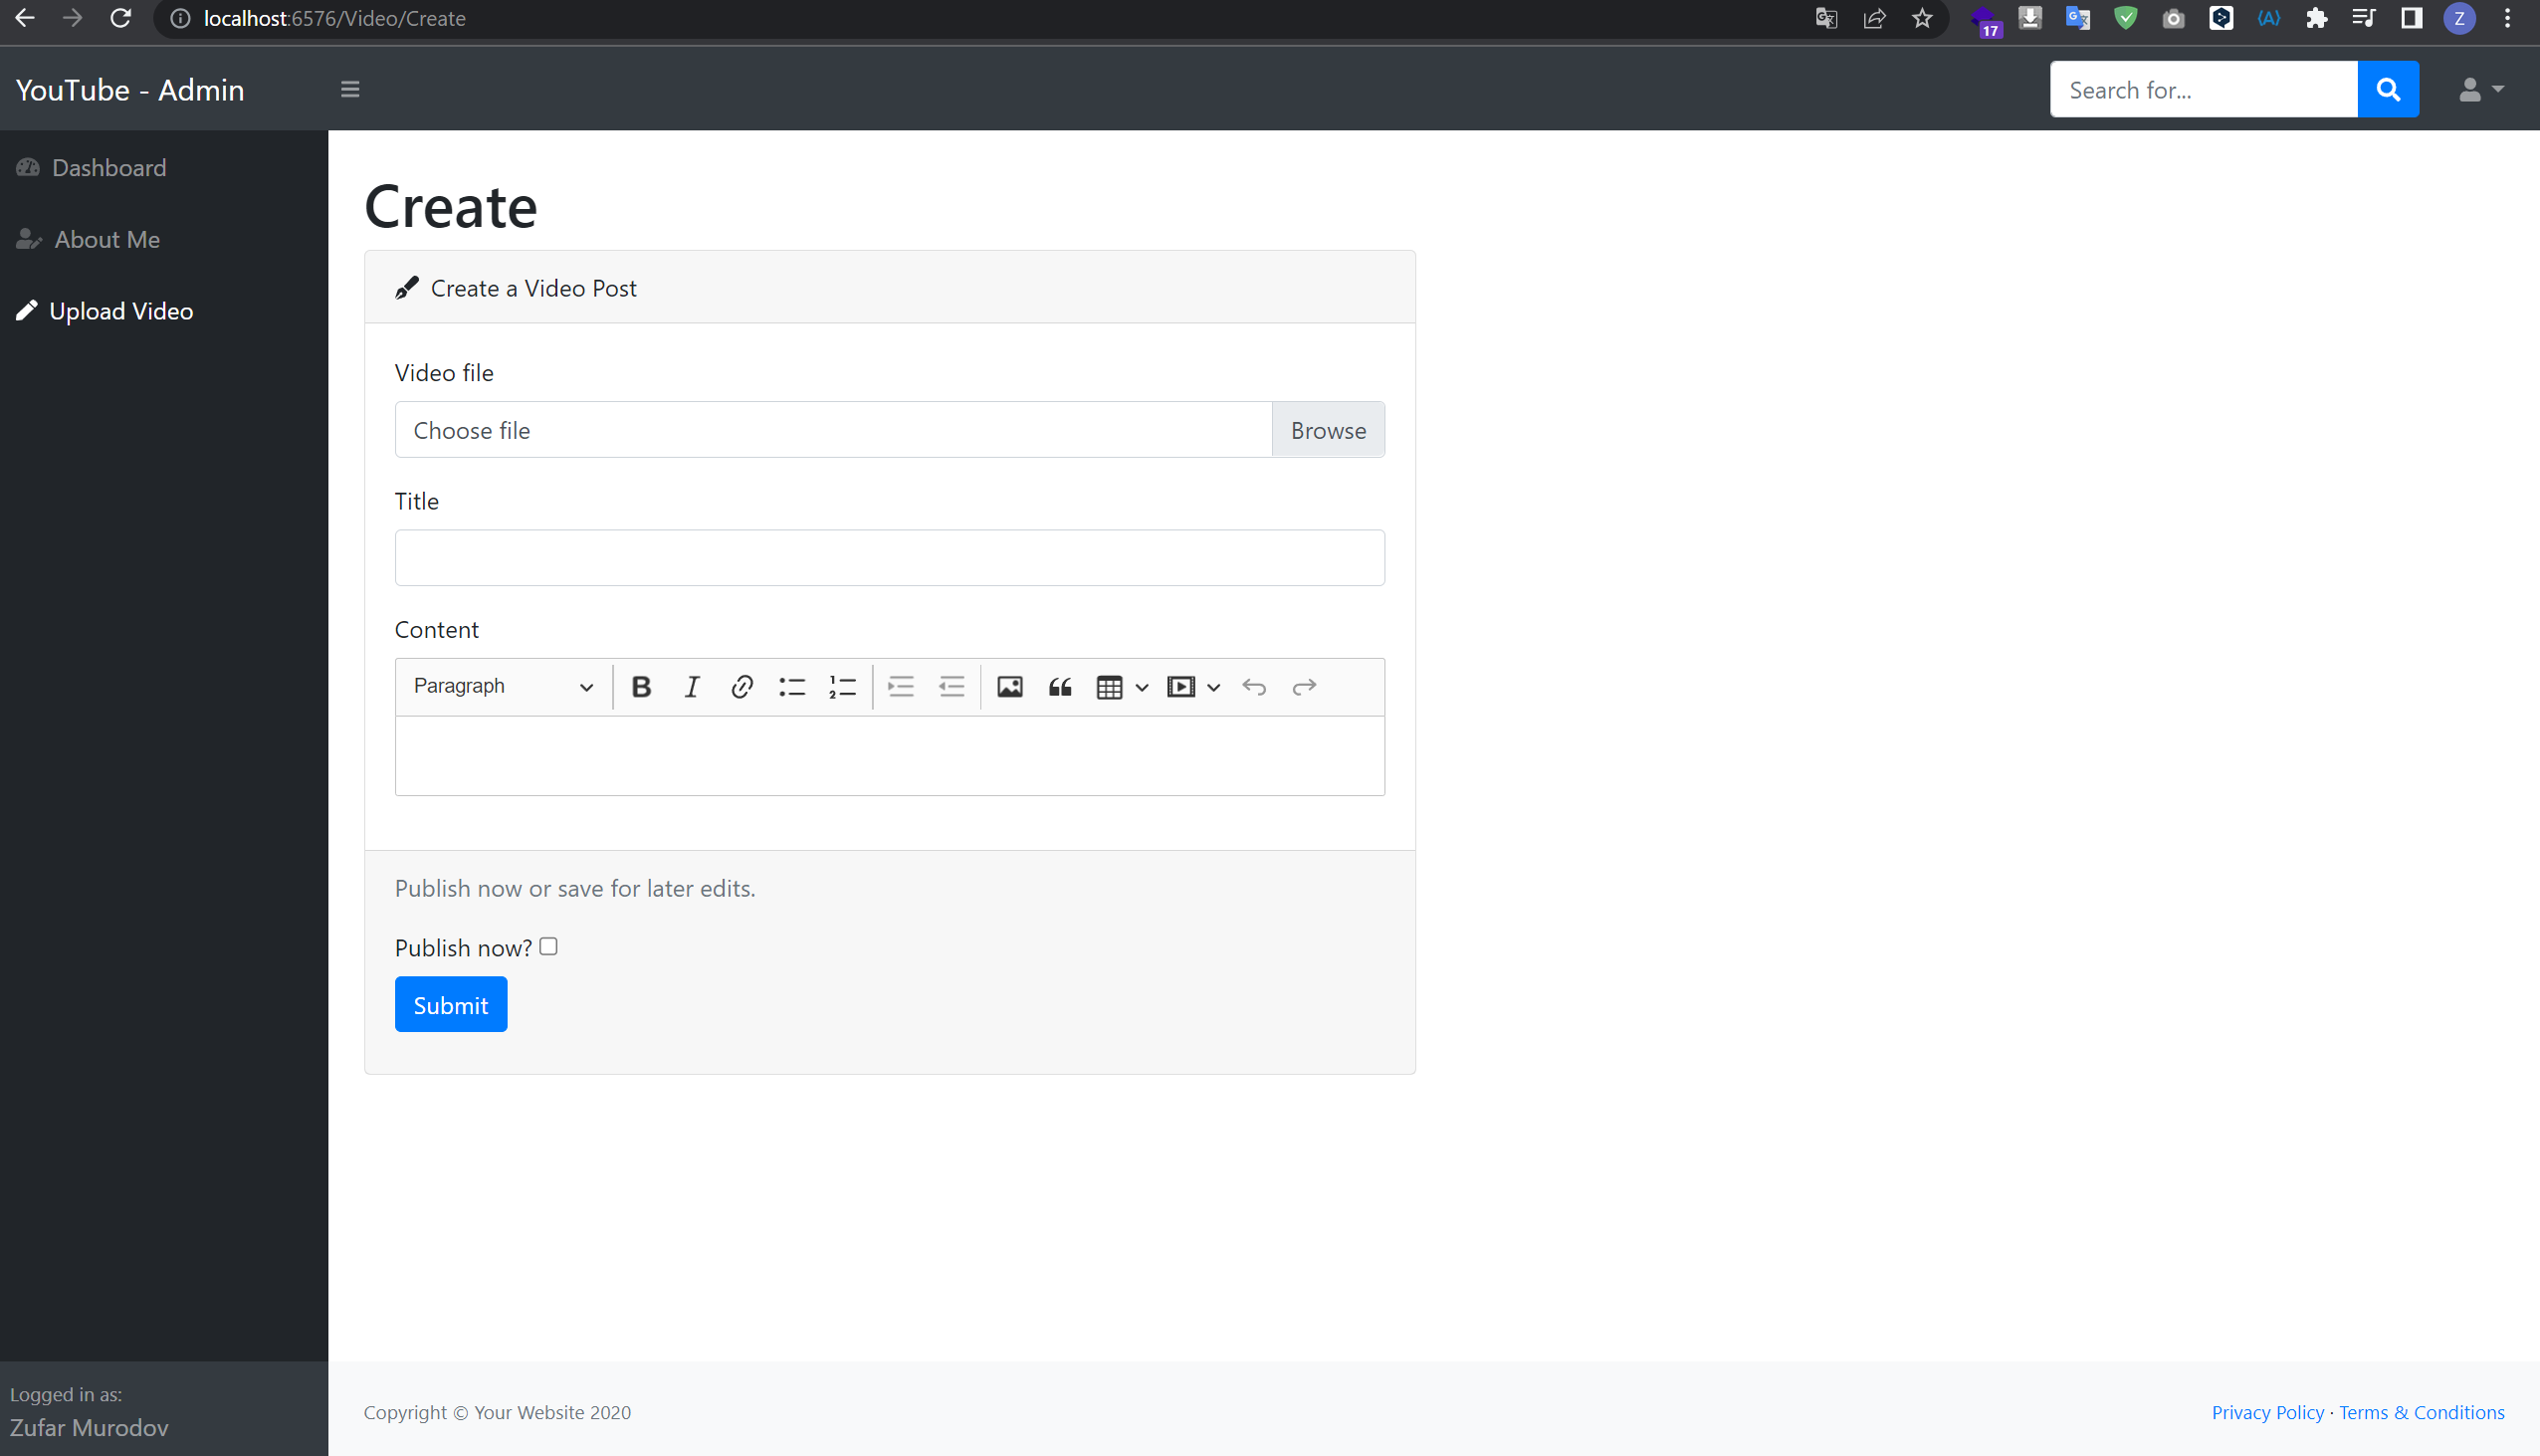 localhost:6576/Video/Create
17
Z
YouTube - Admin
Search for...
Dashboard
About Me
Upload Video
Create
Create a Video Post
Video file
Choose file
Browse
Title
Content
Paragraph
Publish now or save for later edits.
Publish now?
Submit
Logged in as:
Zufar Murodov
Copyright © Your Website 2020
Privacy Policy · Terms & Conditions